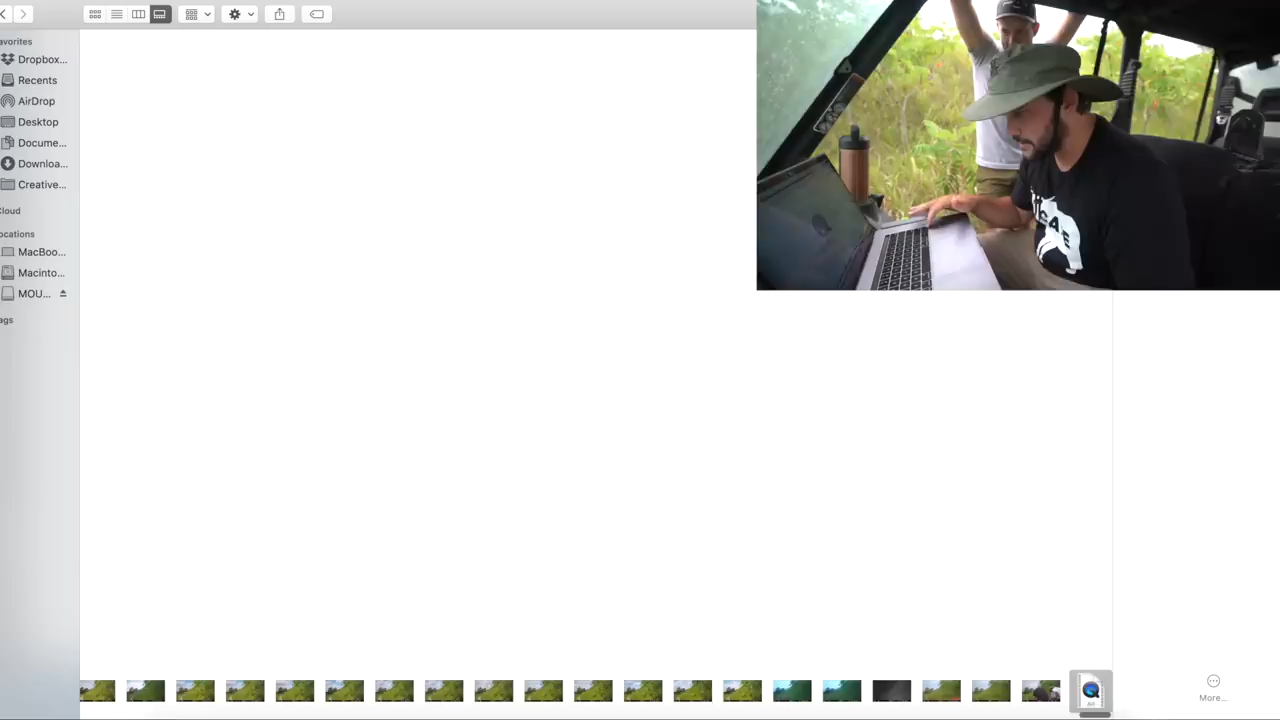 avorites
Dropbox...
Recents
AirDrop
Desktop
Docume...
Downloa...
Creative...
Cloud
ocations
MacBoo...
Macinto...
MOU...
ags
More...